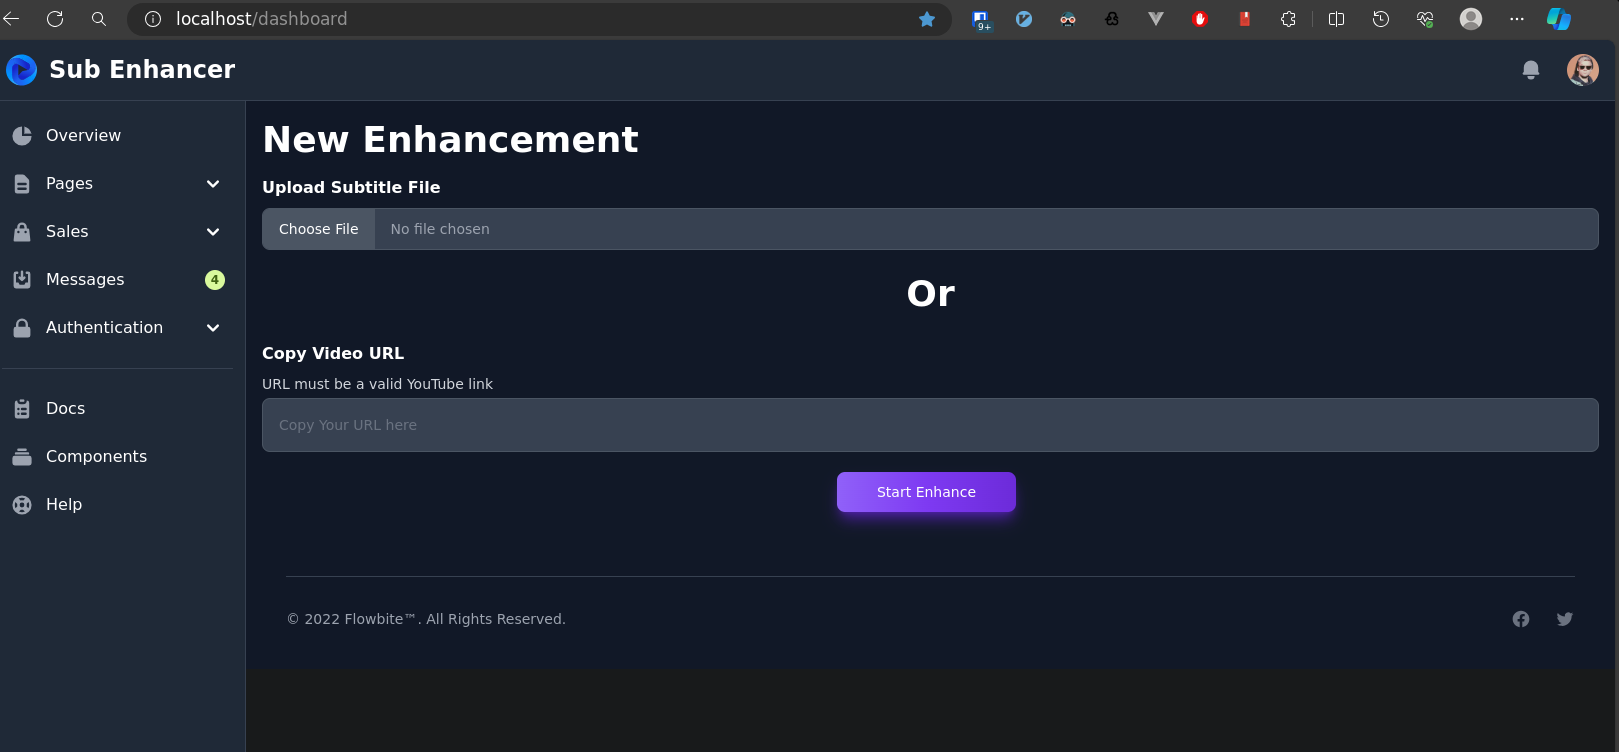 localhost/dashboard
9+
Sub Enhancer
Overview
Pages
Sales
Messages
4
Authentication
Docs
Components
Help
New Enhancement
Upload Subtitle File
Choose File No file chosen
Or
Copy Video URL
URL must be a valid YouTube link
Copy Your URL here
Start Enhance
© 2022 Flowbite™. All Rights Reserved.